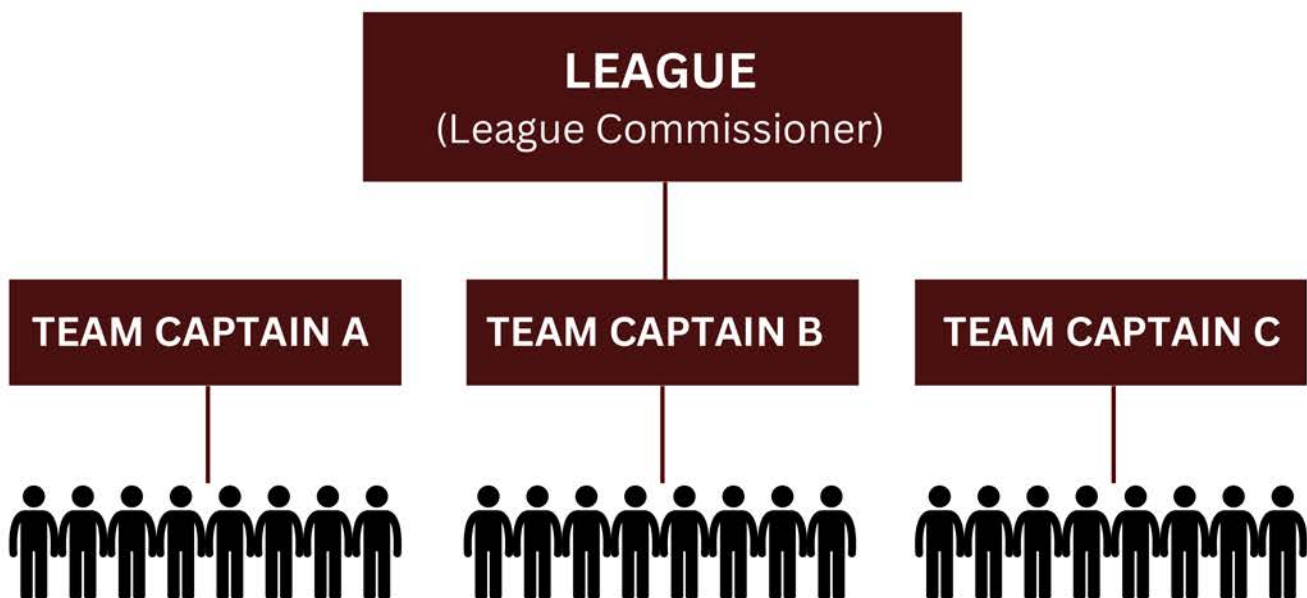 LEAGUE
(League Commissioner)
TEAM CAPTAIN A
TEAM CAPTAIN B
TEAM CAPTAIN C